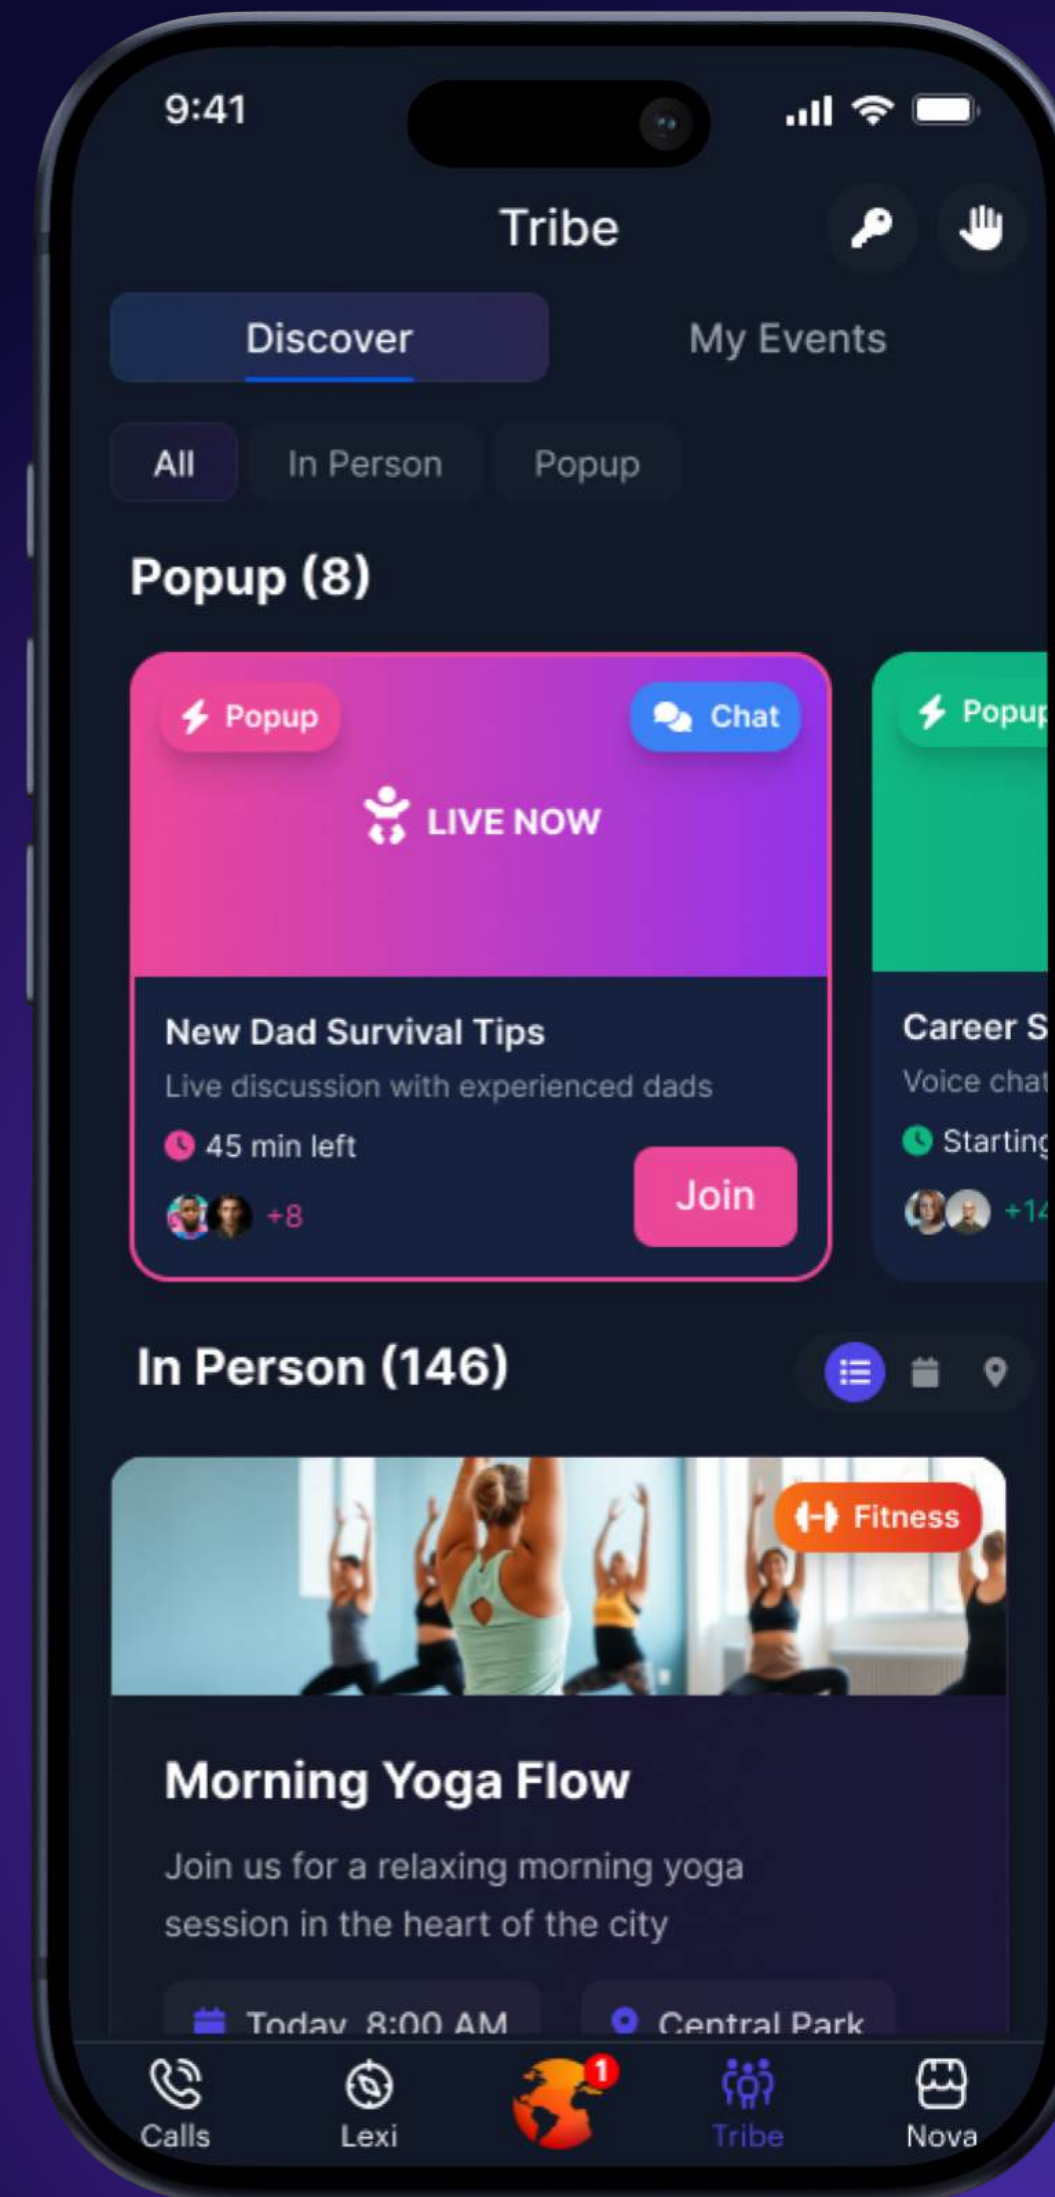 9:41
Tribe
Discover
My Events
All
In Person
Popup
Popup (8)
Popup
Chat
LIVE NOW
New Dad Survival Tips
Live discussion with experienced dads
45 min left
+8
Join
Popup
Career S
Voice chat
Starting
+14
In Person (146)
Fitness
Morning Yoga Flow
Join us for a relaxing morning yoga
session in the heart of the city
Today 8:00 AM
Central Park
Calls
Lexi
1
Tribe
Nova